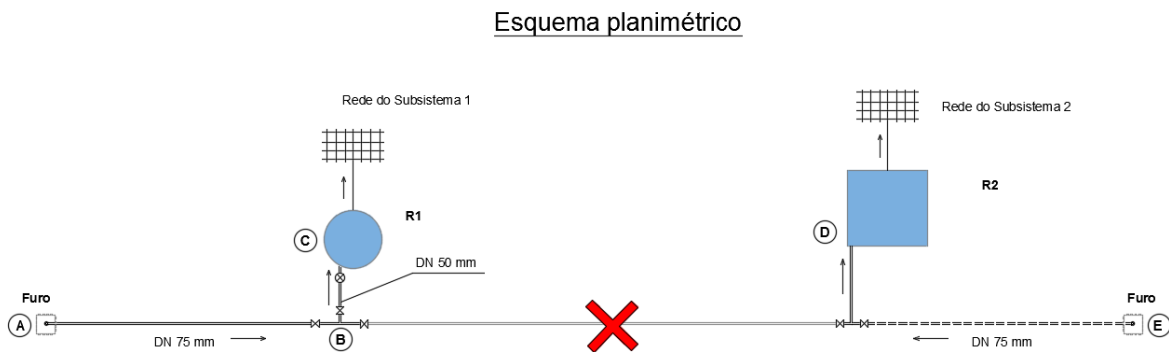 Esquema planimétrico
Rede do Subsistema 1
Rede do Subsistema 2
R1
R2
C
D
DN 50 mm
Furo
Furo
A
B
E
DN 75 mm
DN 75 mm